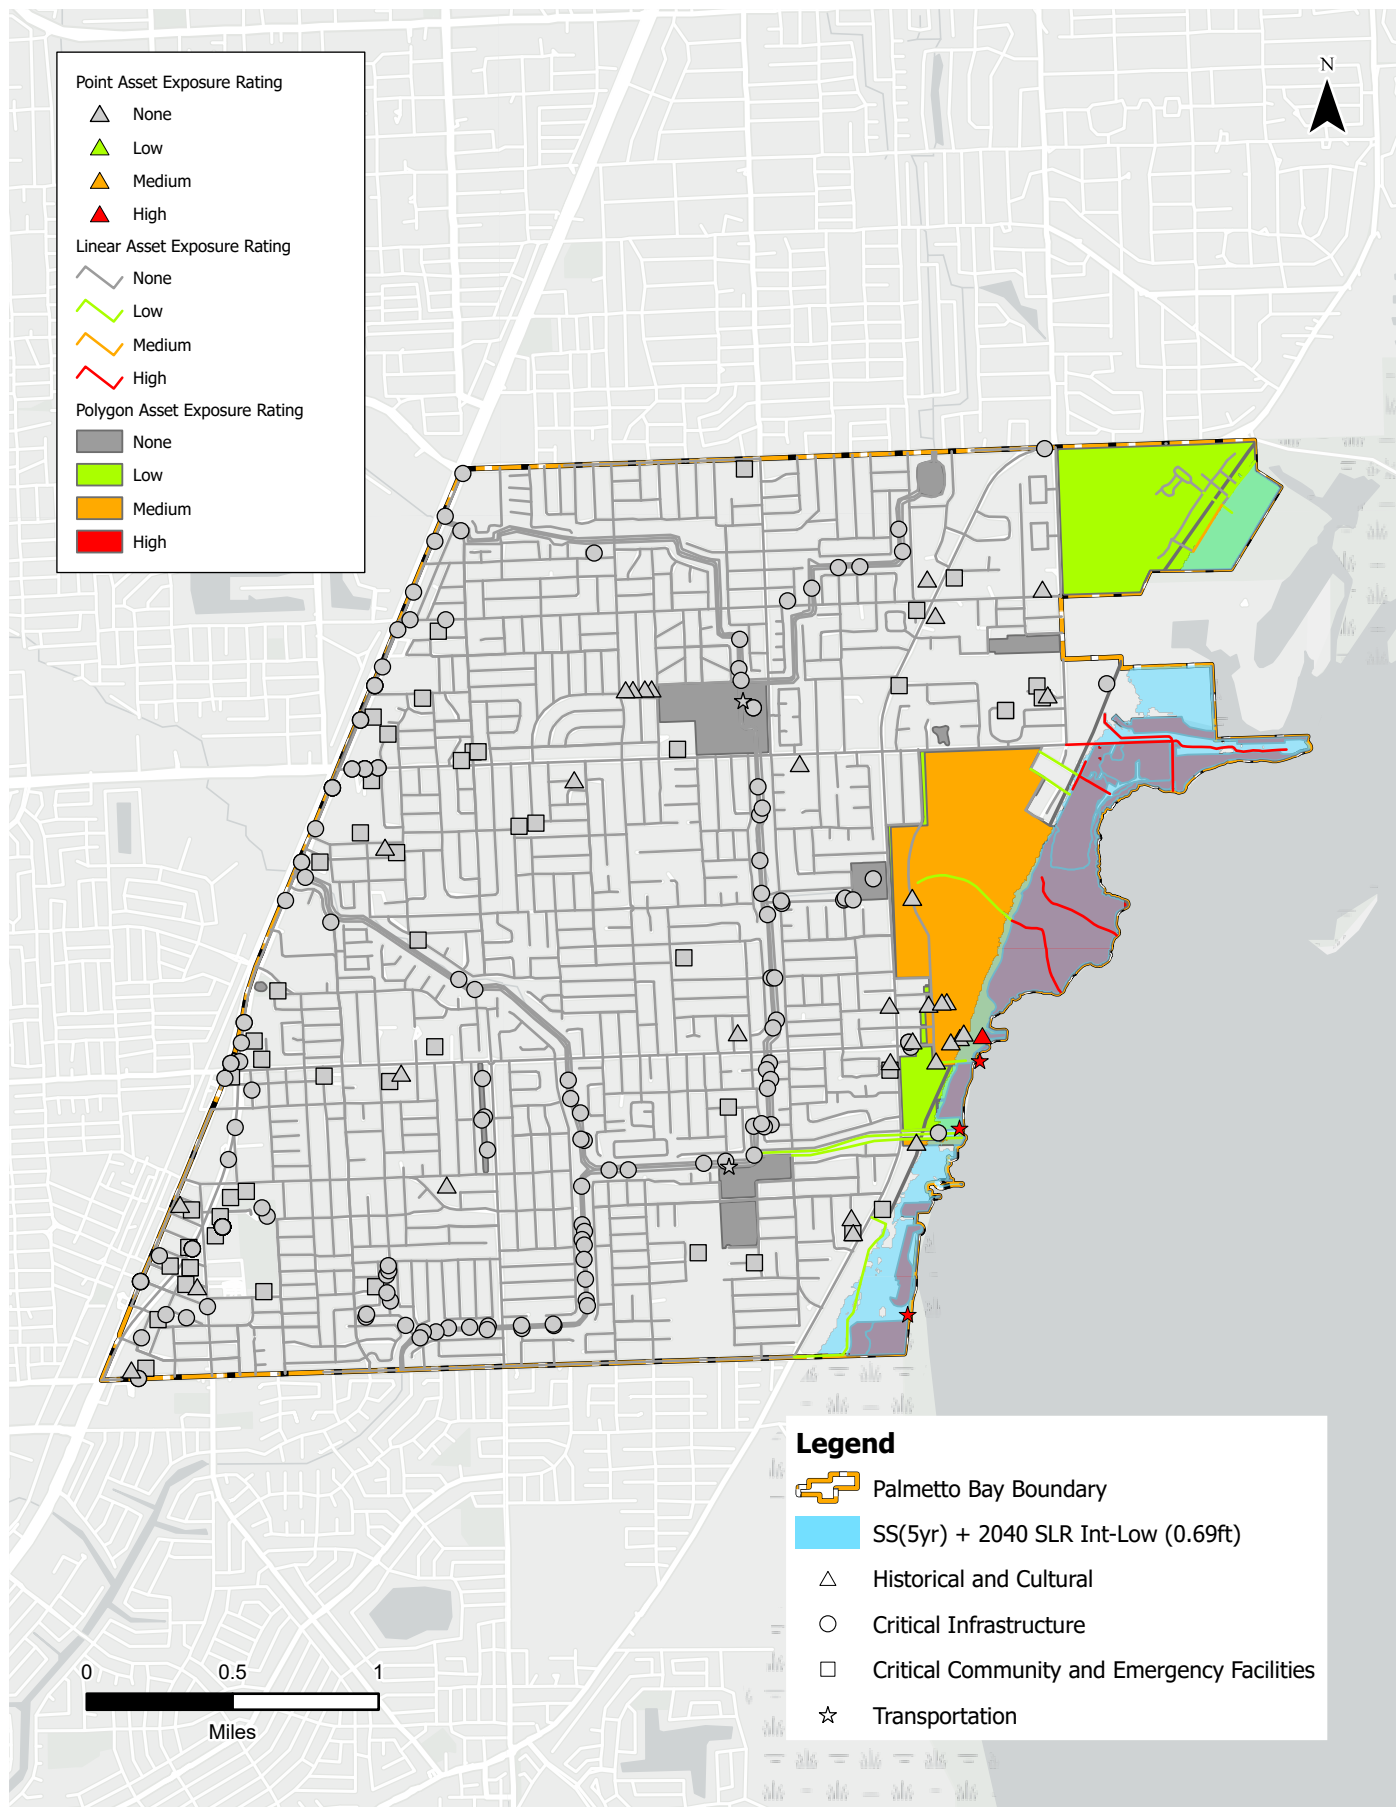 Point Asset Exposure Rating
None
Low
Medium
High
Linear Asset Exposure Rating
None
Low
Medium
High
Polygon Asset Exposure Rating
None
Low
Medium
High
N
Legend
Palmetto Bay Boundary
SS(5yr) + 2040 SLR Int-Low (0.69ft)
Historical and Cultural
Critical Infrastructure
Critical Community and Emergency Facilities
Transportation
0 0.5 1
Miles